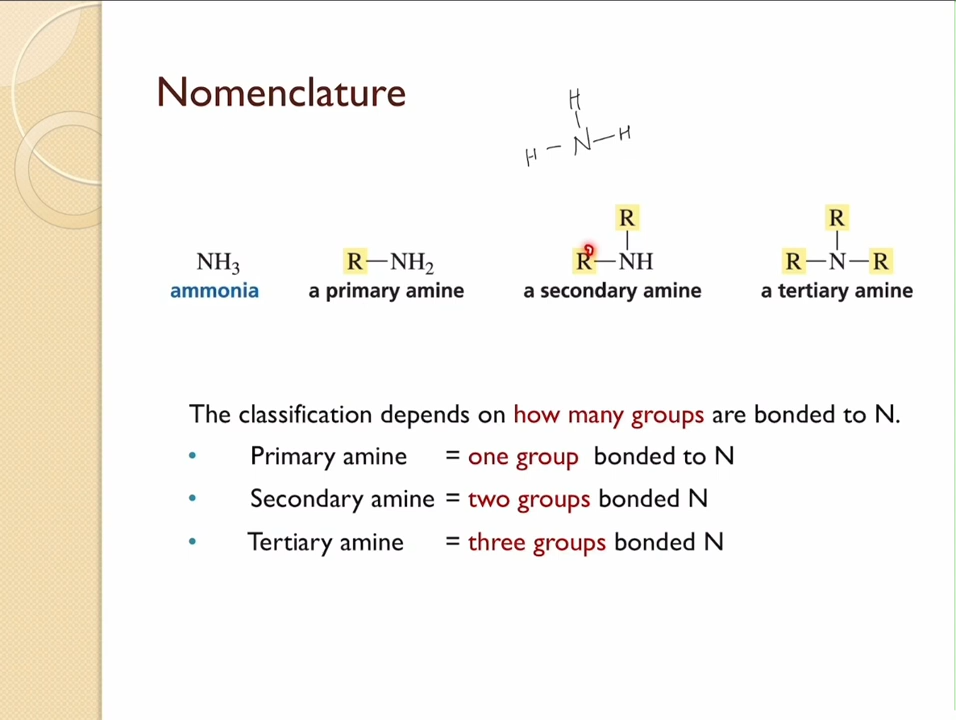 Nomenclature
H
H - N - H
R R
NH₃ R—NH₂ R—NH R—N—R
ammonia a primary amine a secondary amine a tertiary amine
The classification depends on how many groups are bonded to N.
• Primary amine = one group bonded to N
• Secondary amine = two groups bonded N
• Tertiary amine = three groups bonded N